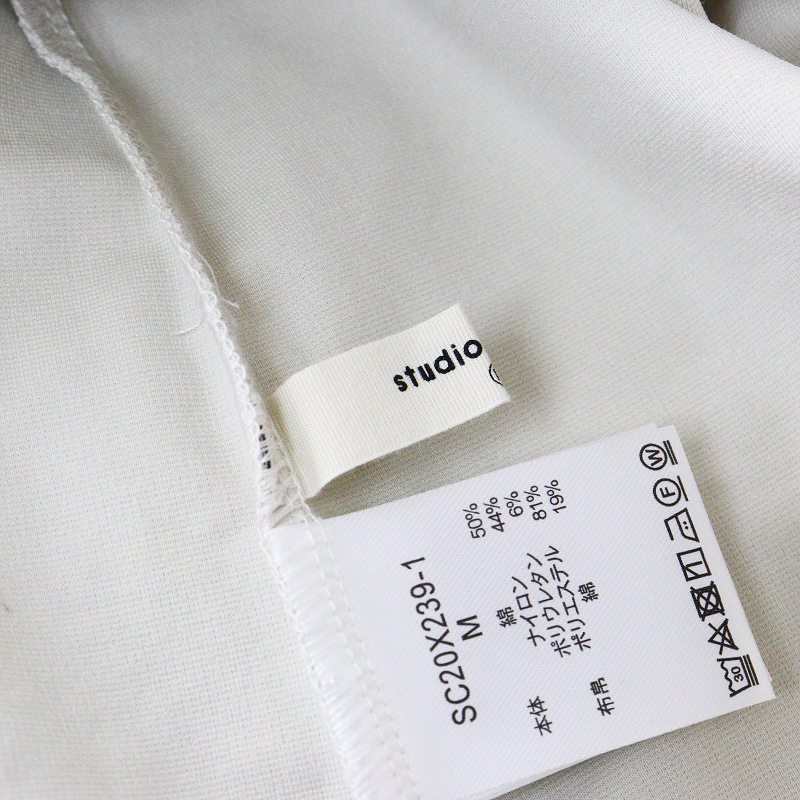 studio
SC20X239-1
M
本体 綿 50%
ナイロン 44%
ポリウレタン 6%
布帛 ポリエステル 81%
綿 19%
30
F
W